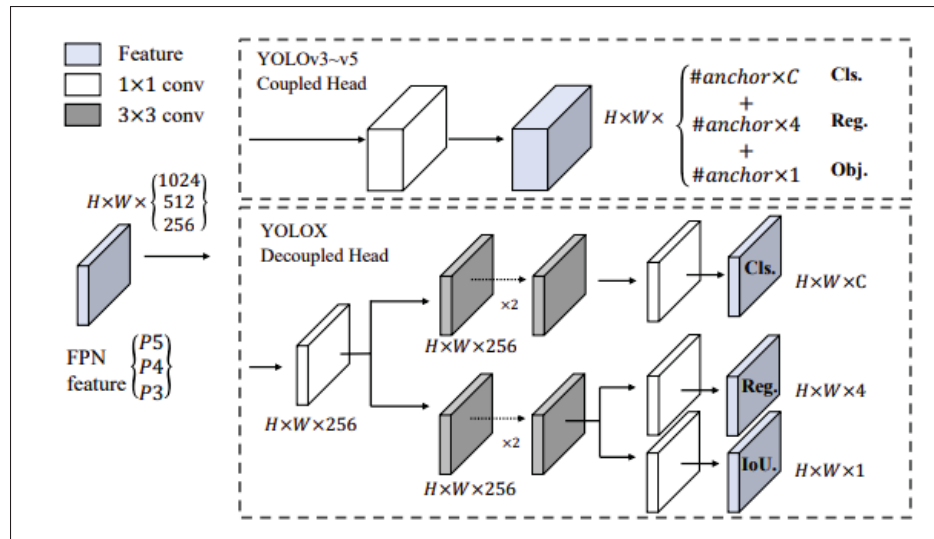 Feature
1×1 conv
3×3 conv
H×W× {1024
512
256}
FPN
feature {P5
P4
P3}
YOLOv3~v5
Coupled Head
H×W× {#anchor×C Cls.
+
#anchor×4 Reg.
+
#anchor×1 Obj.
YOLOX
Decoupled Head
H×W×256
×2
H×W×256
Cls.
H×W×C
×2
H×W×256
Reg.
H×W×4
IoU.
H×W×1